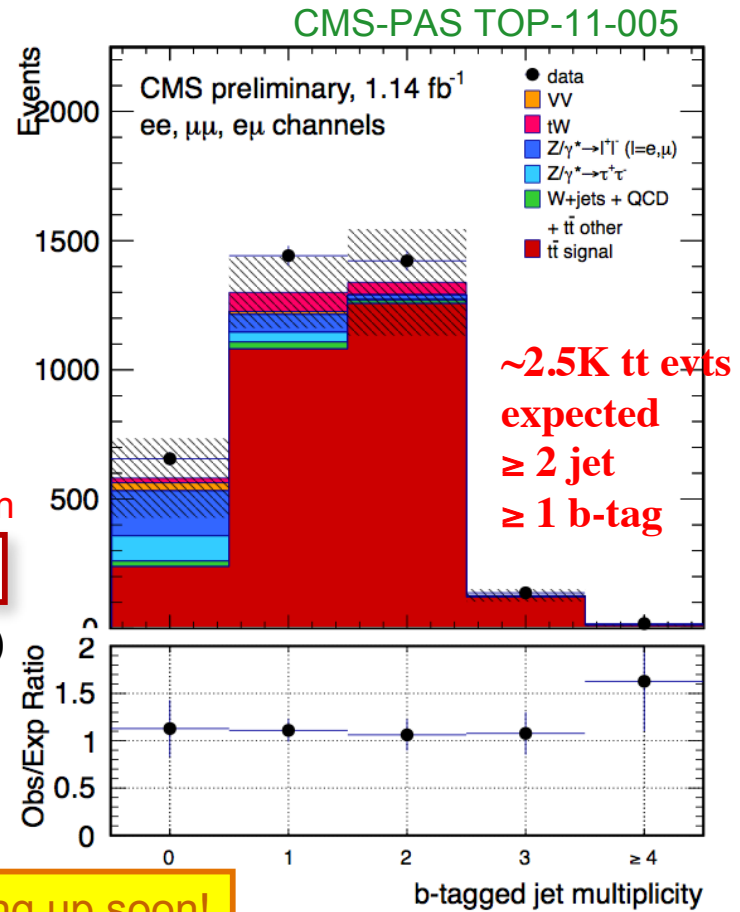 CMS-PAS TOP-11-005
Events
2000
1500
1000
500
0
CMS preliminary, 1.14 fb⁻¹
ee, μμ, eμ channels
data
VV
tW
Z/γ*→l⁺l⁻ (l=e,μ)
Z/γ*→τ⁺τ⁻
W+jets + QCD
+ tt̄ other
tt̄ signal
~2.5K tt evts
expected
≥ 2 jet
≥ 1 b-tag
n
)
Obs/Exp Ratio
2
1.5
1
0.5
0
0 1 2 3 ≥ 4
b-tagged jet multiplicity
ng up soon!